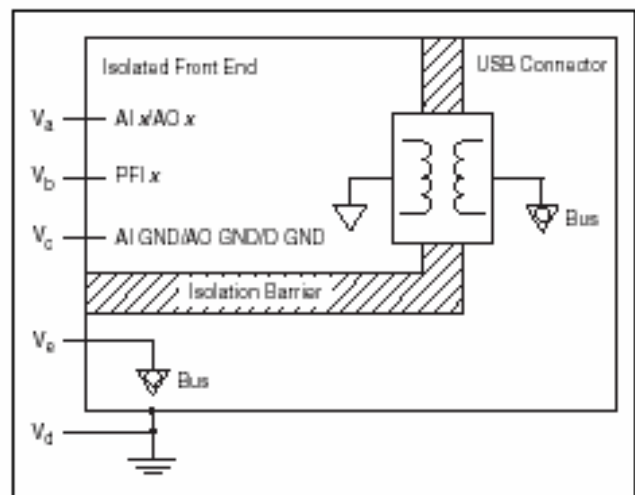 Isolated Front End
USB Connector
Va
AI x/AO x
Vb
PFI x
Vc
AI GND/AO GND/D GND
Bus
Isolation Barrier
Ve
Bus
Vd